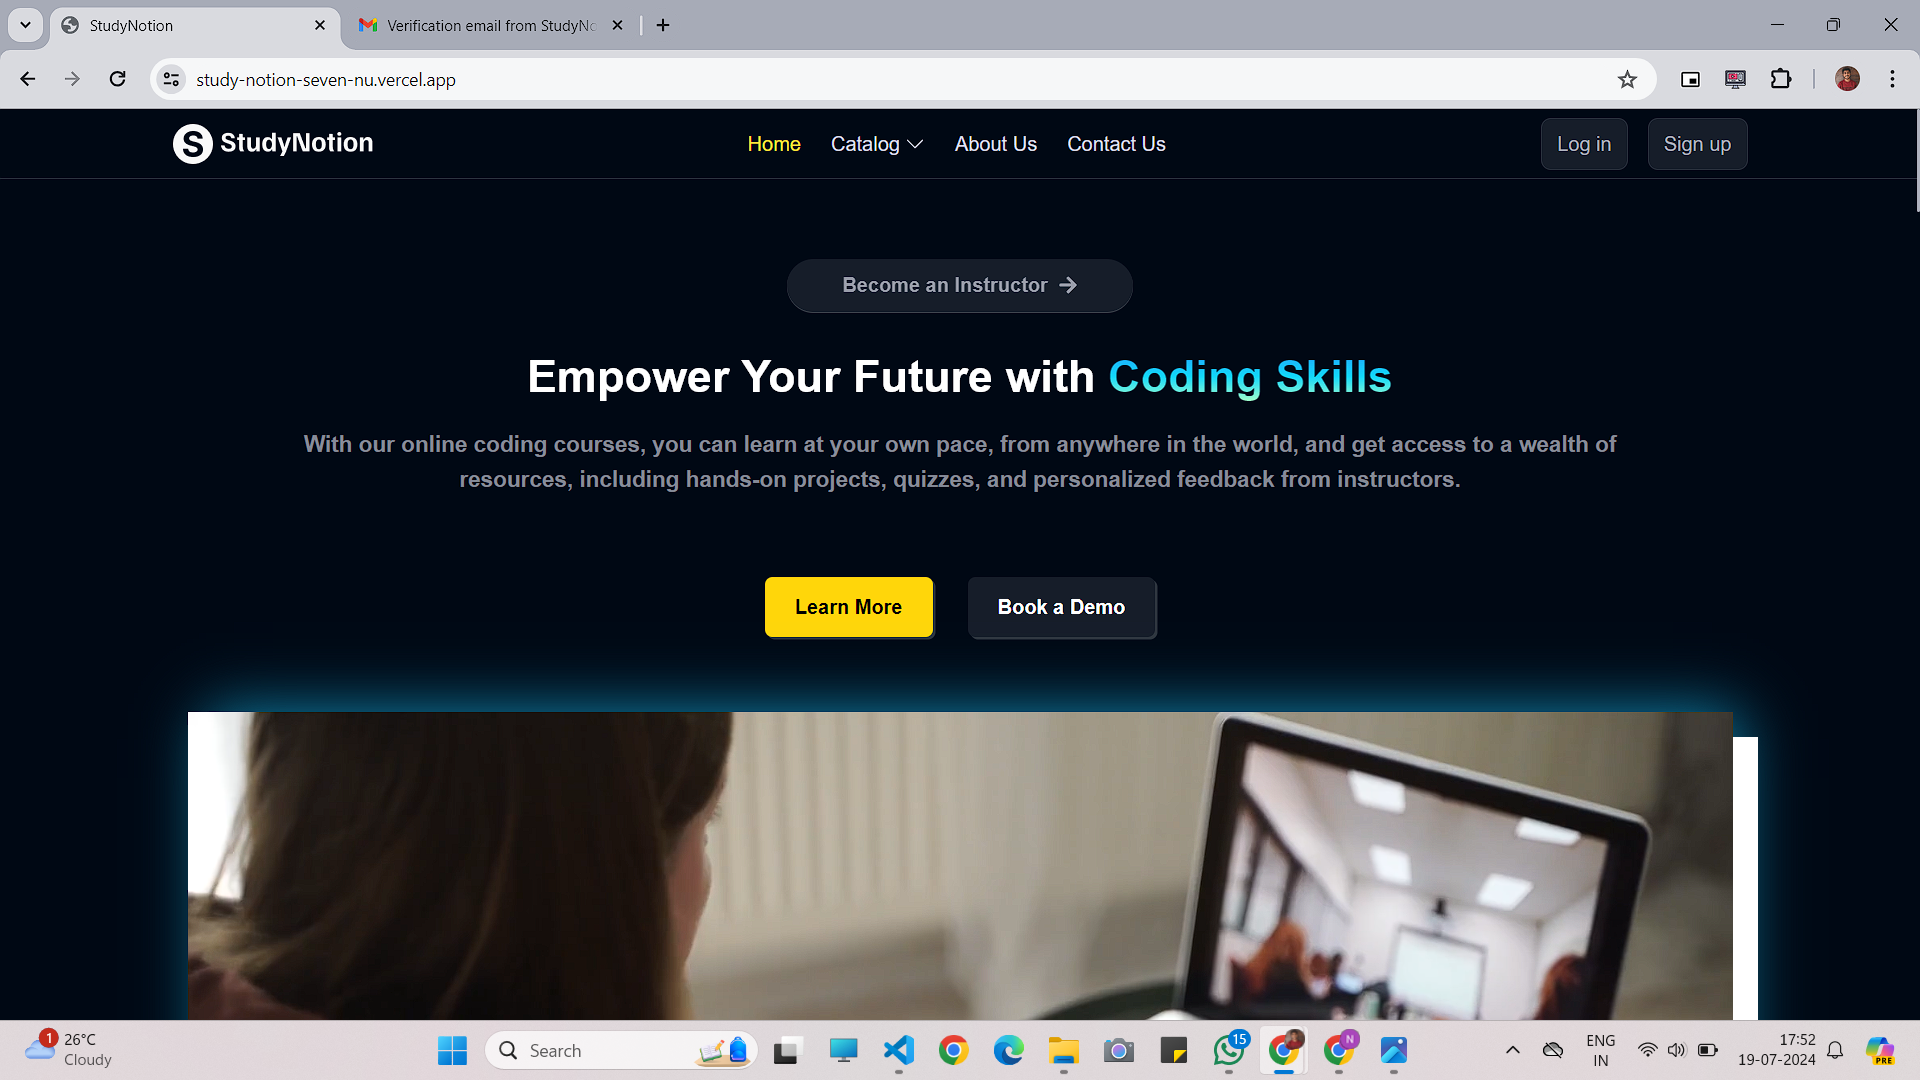 StudyNotion
Verification email from StudyNo
study-notion-seven-nu.vercel.app
S StudyNotion
Home
Catalog
About Us
Contact Us
Log in
Sign up
Become an Instructor
Empower Your Future with Coding Skills
With our online coding courses, you can learn at your own pace, from anywhere in the world, and get access to a wealth of
resources, including hands-on projects, quizzes, and personalized feedback from instructors.
Learn More
Book a Demo
1
26°C
Cloudy
Search
15
N
ENG
IN
17:52
19-07-2024
PRE